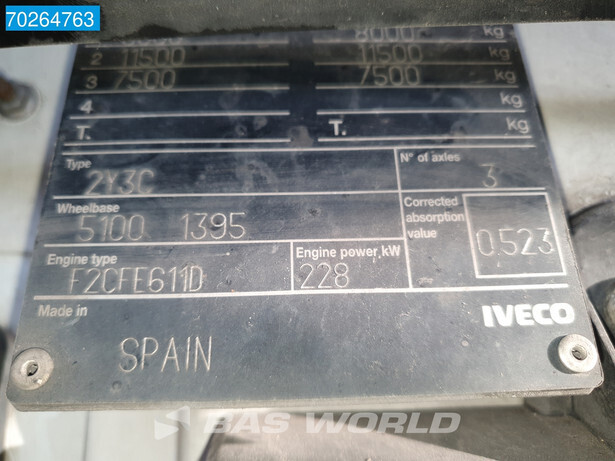 70264763
8000 kg
2 11500 11500 kg
3 7500 7500 kg
4 kg
T. T. kg
Type N° of axles
2Y3C 3
Wheelbase Corrected absorption value
5100 1395 0.523
Engine type Engine power, kW
F2CFE611D 228
Made in IVECO
SPAIN
BAS WORLD